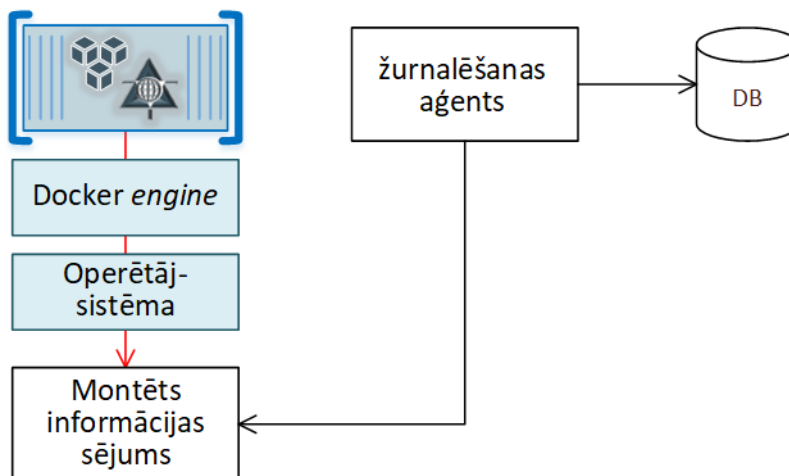 žurnalēšanas
aģents
DB
Docker engine
Operētāj-
sistēma
Montēts
informācijas
sējums